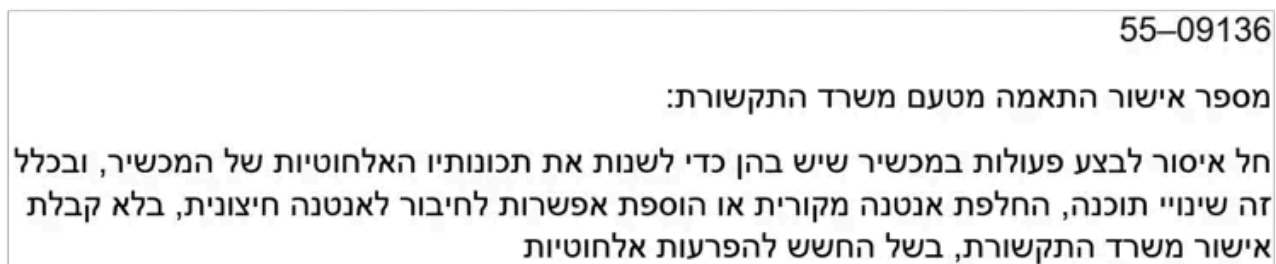 55–09136
מספר אישור התאמה מטעם משרד התקשורת:
חל איסור לבצע פעולות במכשיר שיש בהן כדי לשנות את תכונותיו האלחוטיות של המכשיר, ובכלל
זה שינויי תוכנה, החלפת אנטנה מקורית או הוספת אפשרות לחיבור לאנטנה חיצונית, בלא קבלת
אישור משרד התקשורת, בשל החשש להפרעות אלחוטיות